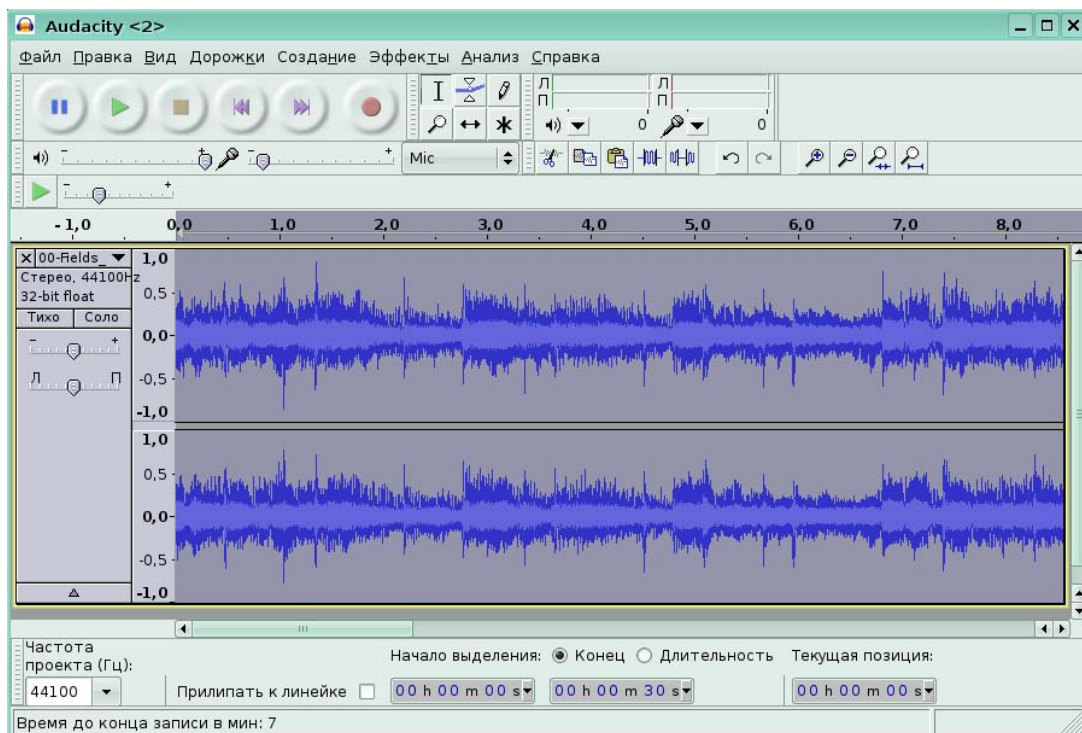 Audacity <2>
Файл Правка Вид Дорожки Создание Эффекты Анализ Справка
Л
П
0
Л
П
0
Mic
- +
- 1,0 0,0 1,0 2,0 3,0 4,0 5,0 6,0 7,0 8,0
00-Fields_
Стерео, 44100Hz
32-bit float
Тихо Соло
- +
Л П
1,0
0,5
0,0
-0,5
-1,0
1,0
0,5
0,0
-0,5
-1,0
Частота
проекта (Гц):
44100
Прилипать к линейке
Начало выделения: Конец Длительность Текущая позиция:
00 h 00 m 00 s 00 h 00 m 30 s 00 h 00 m 00 s
Время до конца записи в мин: 7